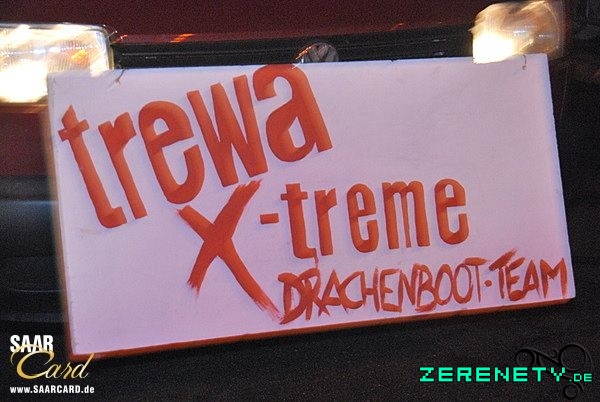 trewa
X-treme
DRACHENBOOT-TEAM
SAAR
Card
www.SAARCARD.de
ZERENETY.DE